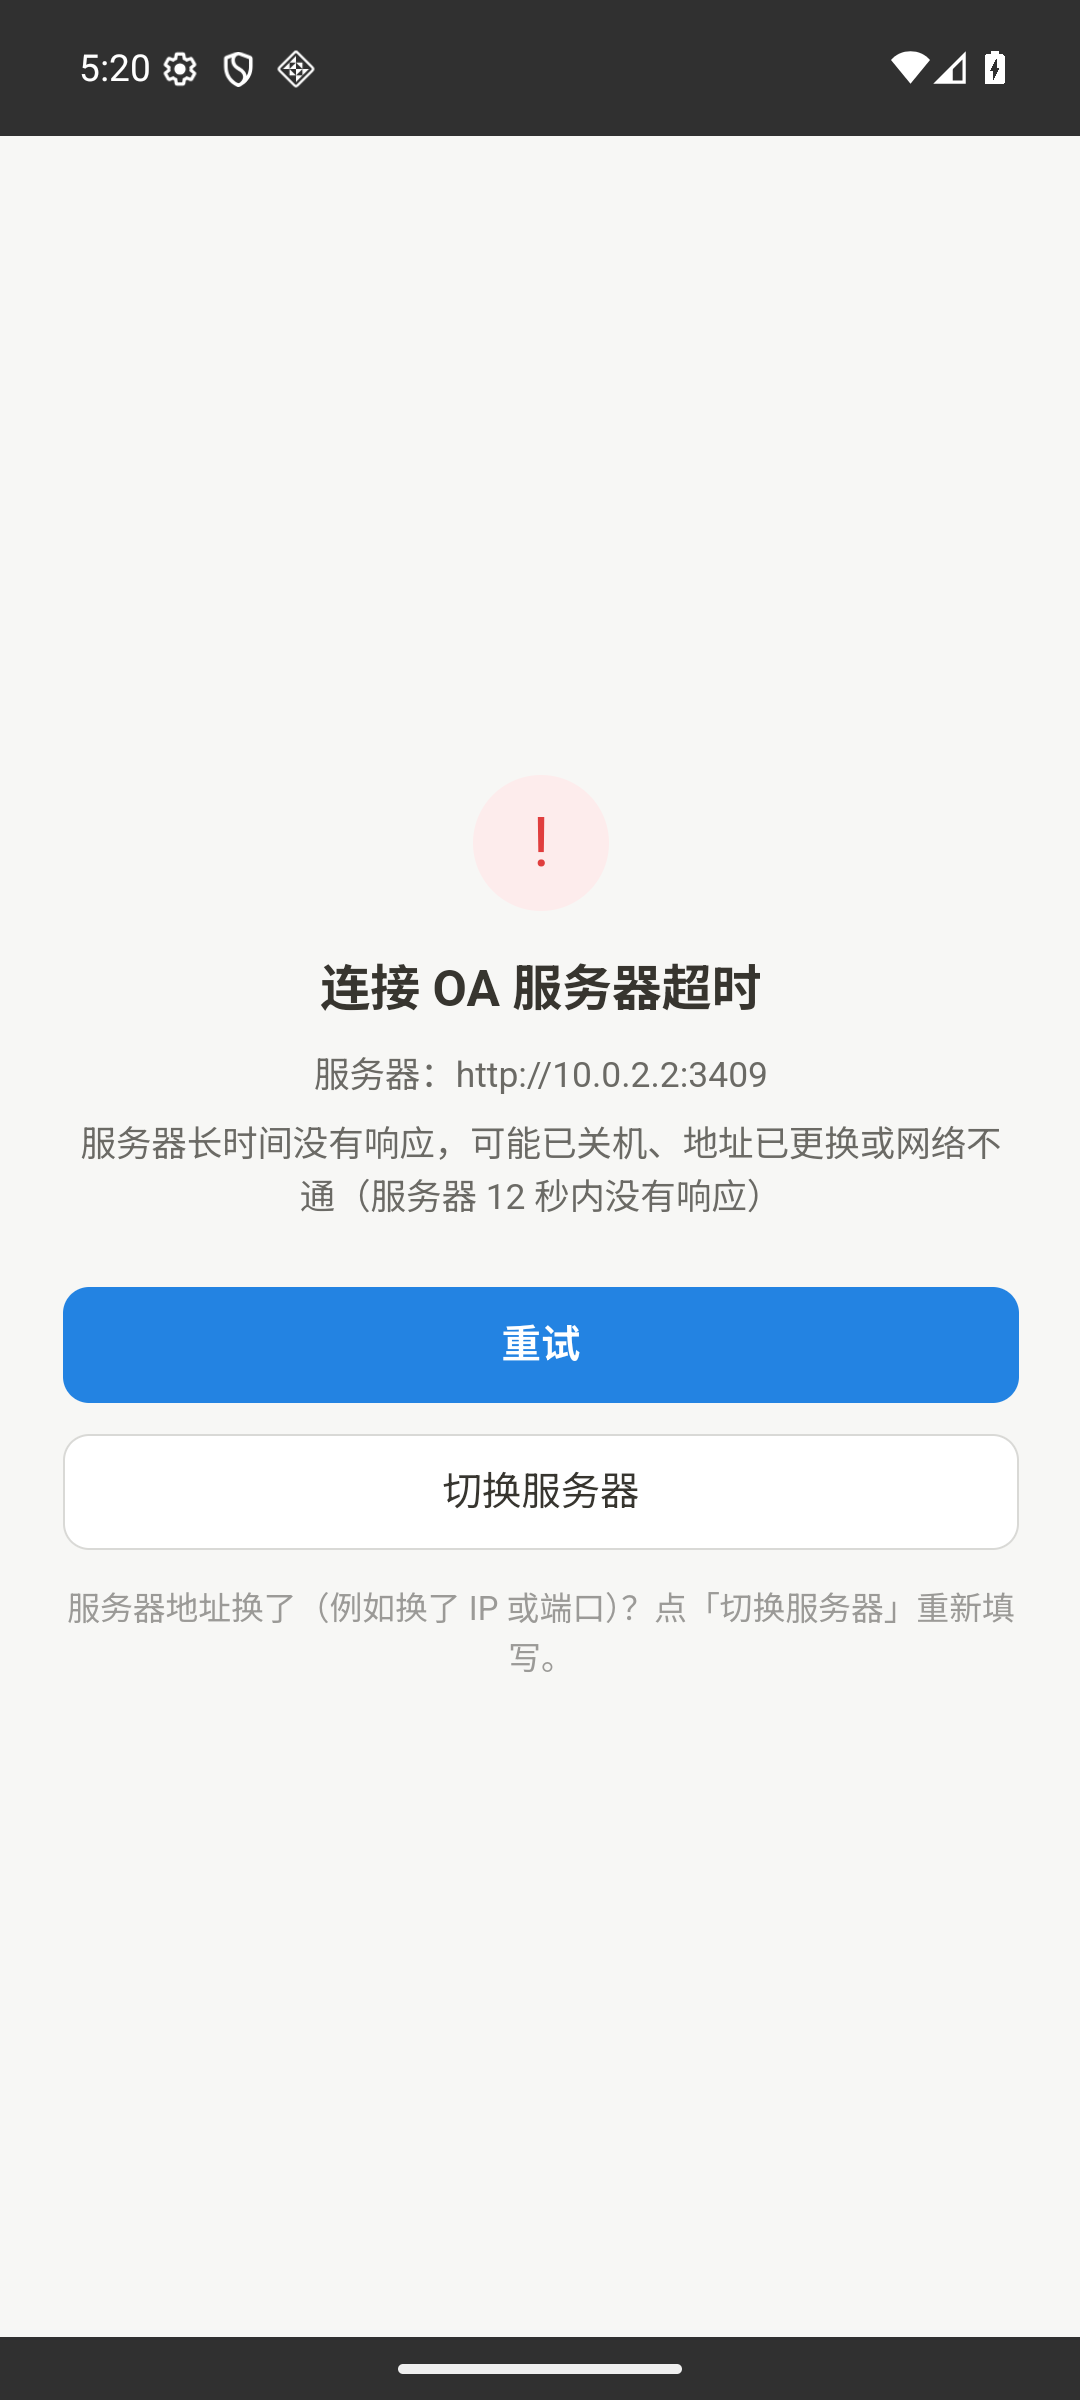 5:20
!
连接 OA 服务器超时
服务器：http://10.0.2.2:3409
服务器长时间没有响应，可能已关机、地址已更换或网络不
通（服务器 12 秒内没有响应）
重试
切换服务器
服务器地址换了（例如换了 IP 或端口）？点「切换服务器」重新填
写。